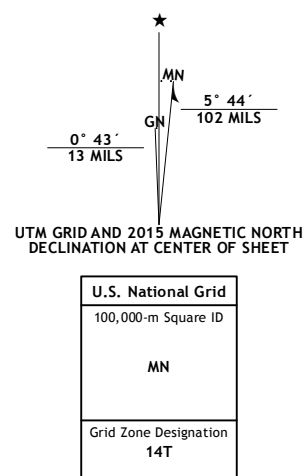 ★
MN
5° 44´
102 MILS
GN
0° 43´
13 MILS
UTM GRID AND 2015 MAGNETIC NORTH
DECLINATION AT CENTER OF SHEET
U.S. National Grid
100,000-m Square ID
MN
Grid Zone Designation
14T